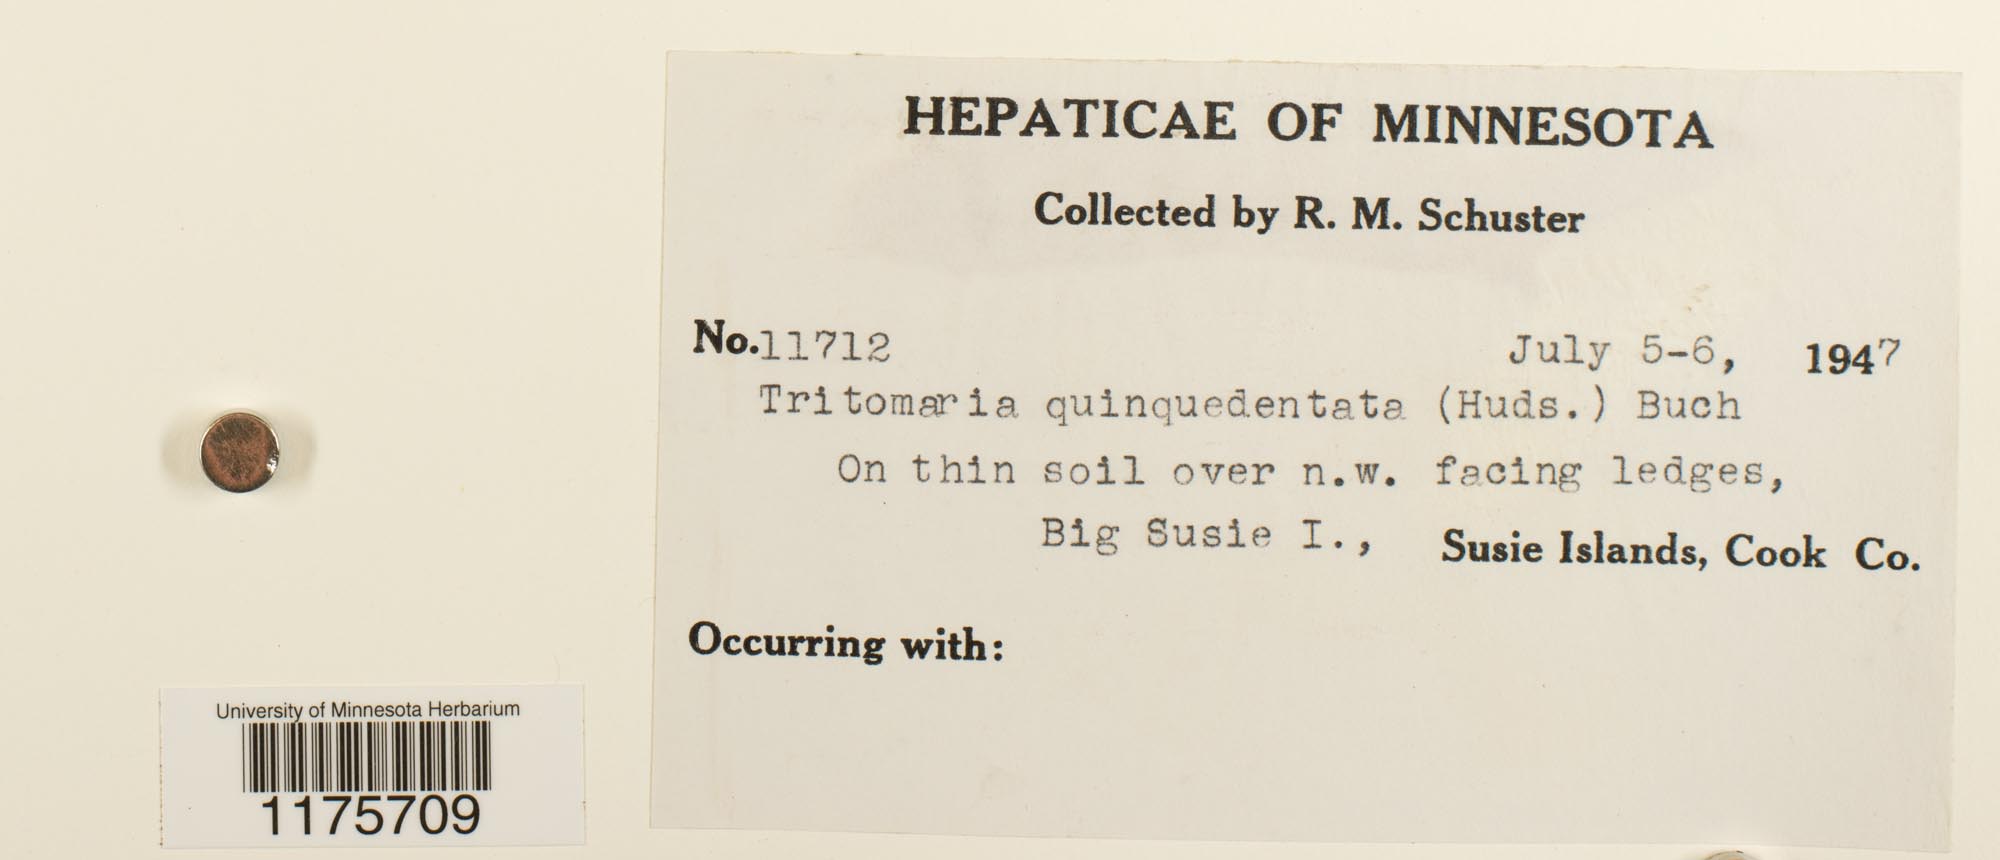 HEPATICAE OF MINNESOTA
Collected by R. M. Schuster
No. 11712 July 5-6, 1947
Tritomaria quinquedentata (Huds.) Buch
On thin soil over n.w. facing ledges,
Big Susie I., Susie Islands, Cook Co.
Occurring with:
University of Minnesota Herbarium
1175709